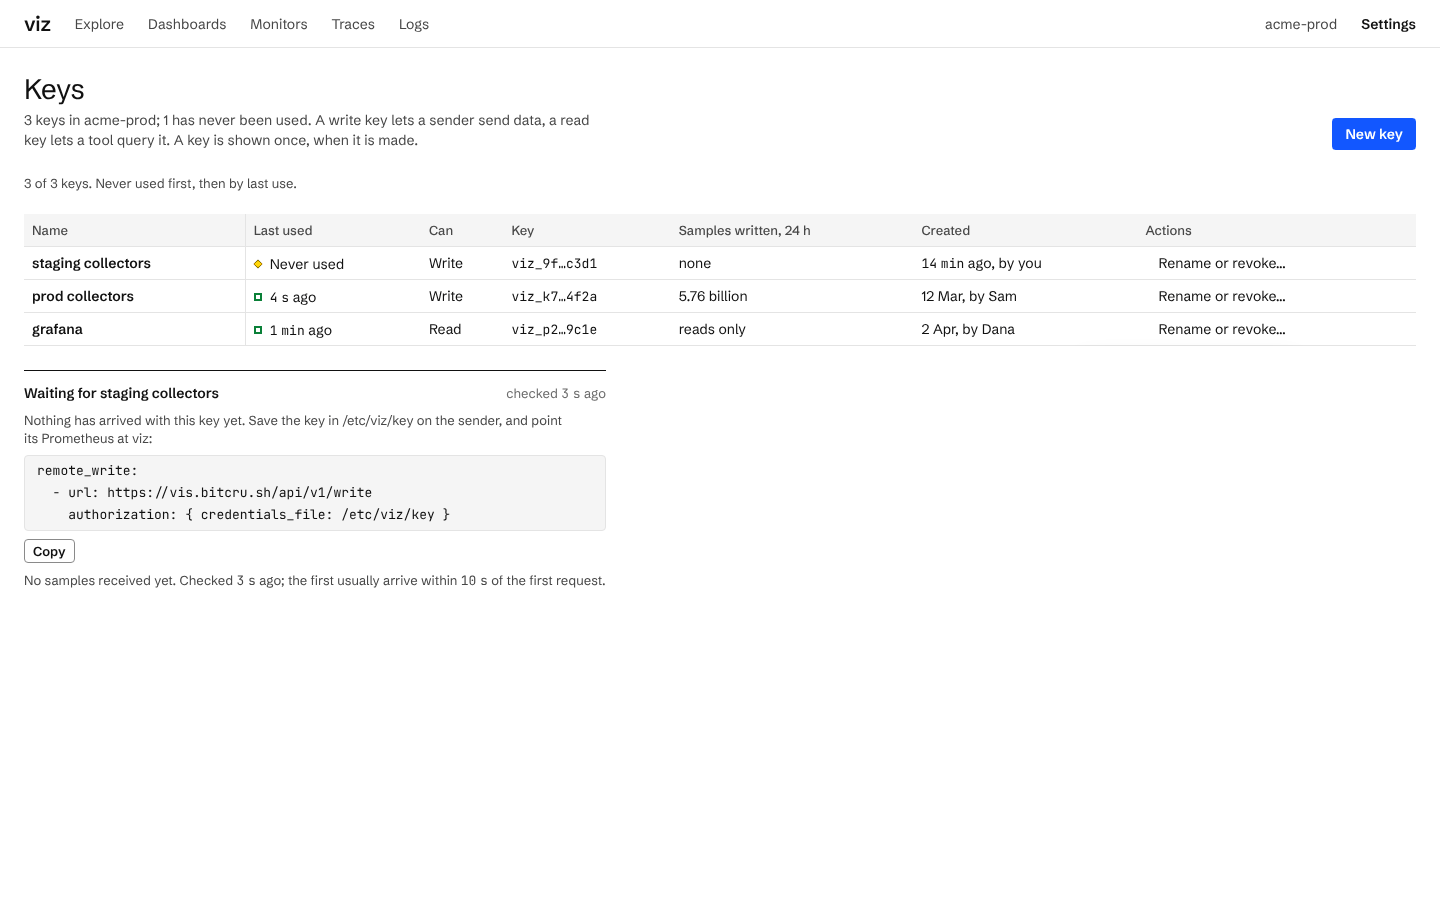 viz Explore Dashboards Monitors Traces Logs acme-prod Settings
Keys
3 keys in acme-prod; 1 has never been used. A write key lets a sender send data, a read
key lets a tool query it. A key is shown once, when it is made.
New key
3 of 3 keys. Never used first, then by last use.
Name Last used Can Key Samples written, 24 h Created Actions
staging collectors Never used Write viz_9f…c3d1 none 14 min ago, by you Rename or revoke…
prod collectors 4 s ago Write viz_k7…4f2a 5.76 billion 12 Mar, by Sam Rename or revoke…
grafana 1 min ago Read viz_p2…9c1e reads only 2 Apr, by Dana Rename or revoke…
Waiting for staging collectors checked 3 s ago
Nothing has arrived with this key yet. Save the key in /etc/viz/key on the sender, and point
its Prometheus at viz:
remote_write:
  - url: https://vis.bitcru.sh/api/v1/write
    authorization: { credentials_file: /etc/viz/key }
Copy
No samples received yet. Checked 3 s ago; the first usually arrive within 10 s of the first request.